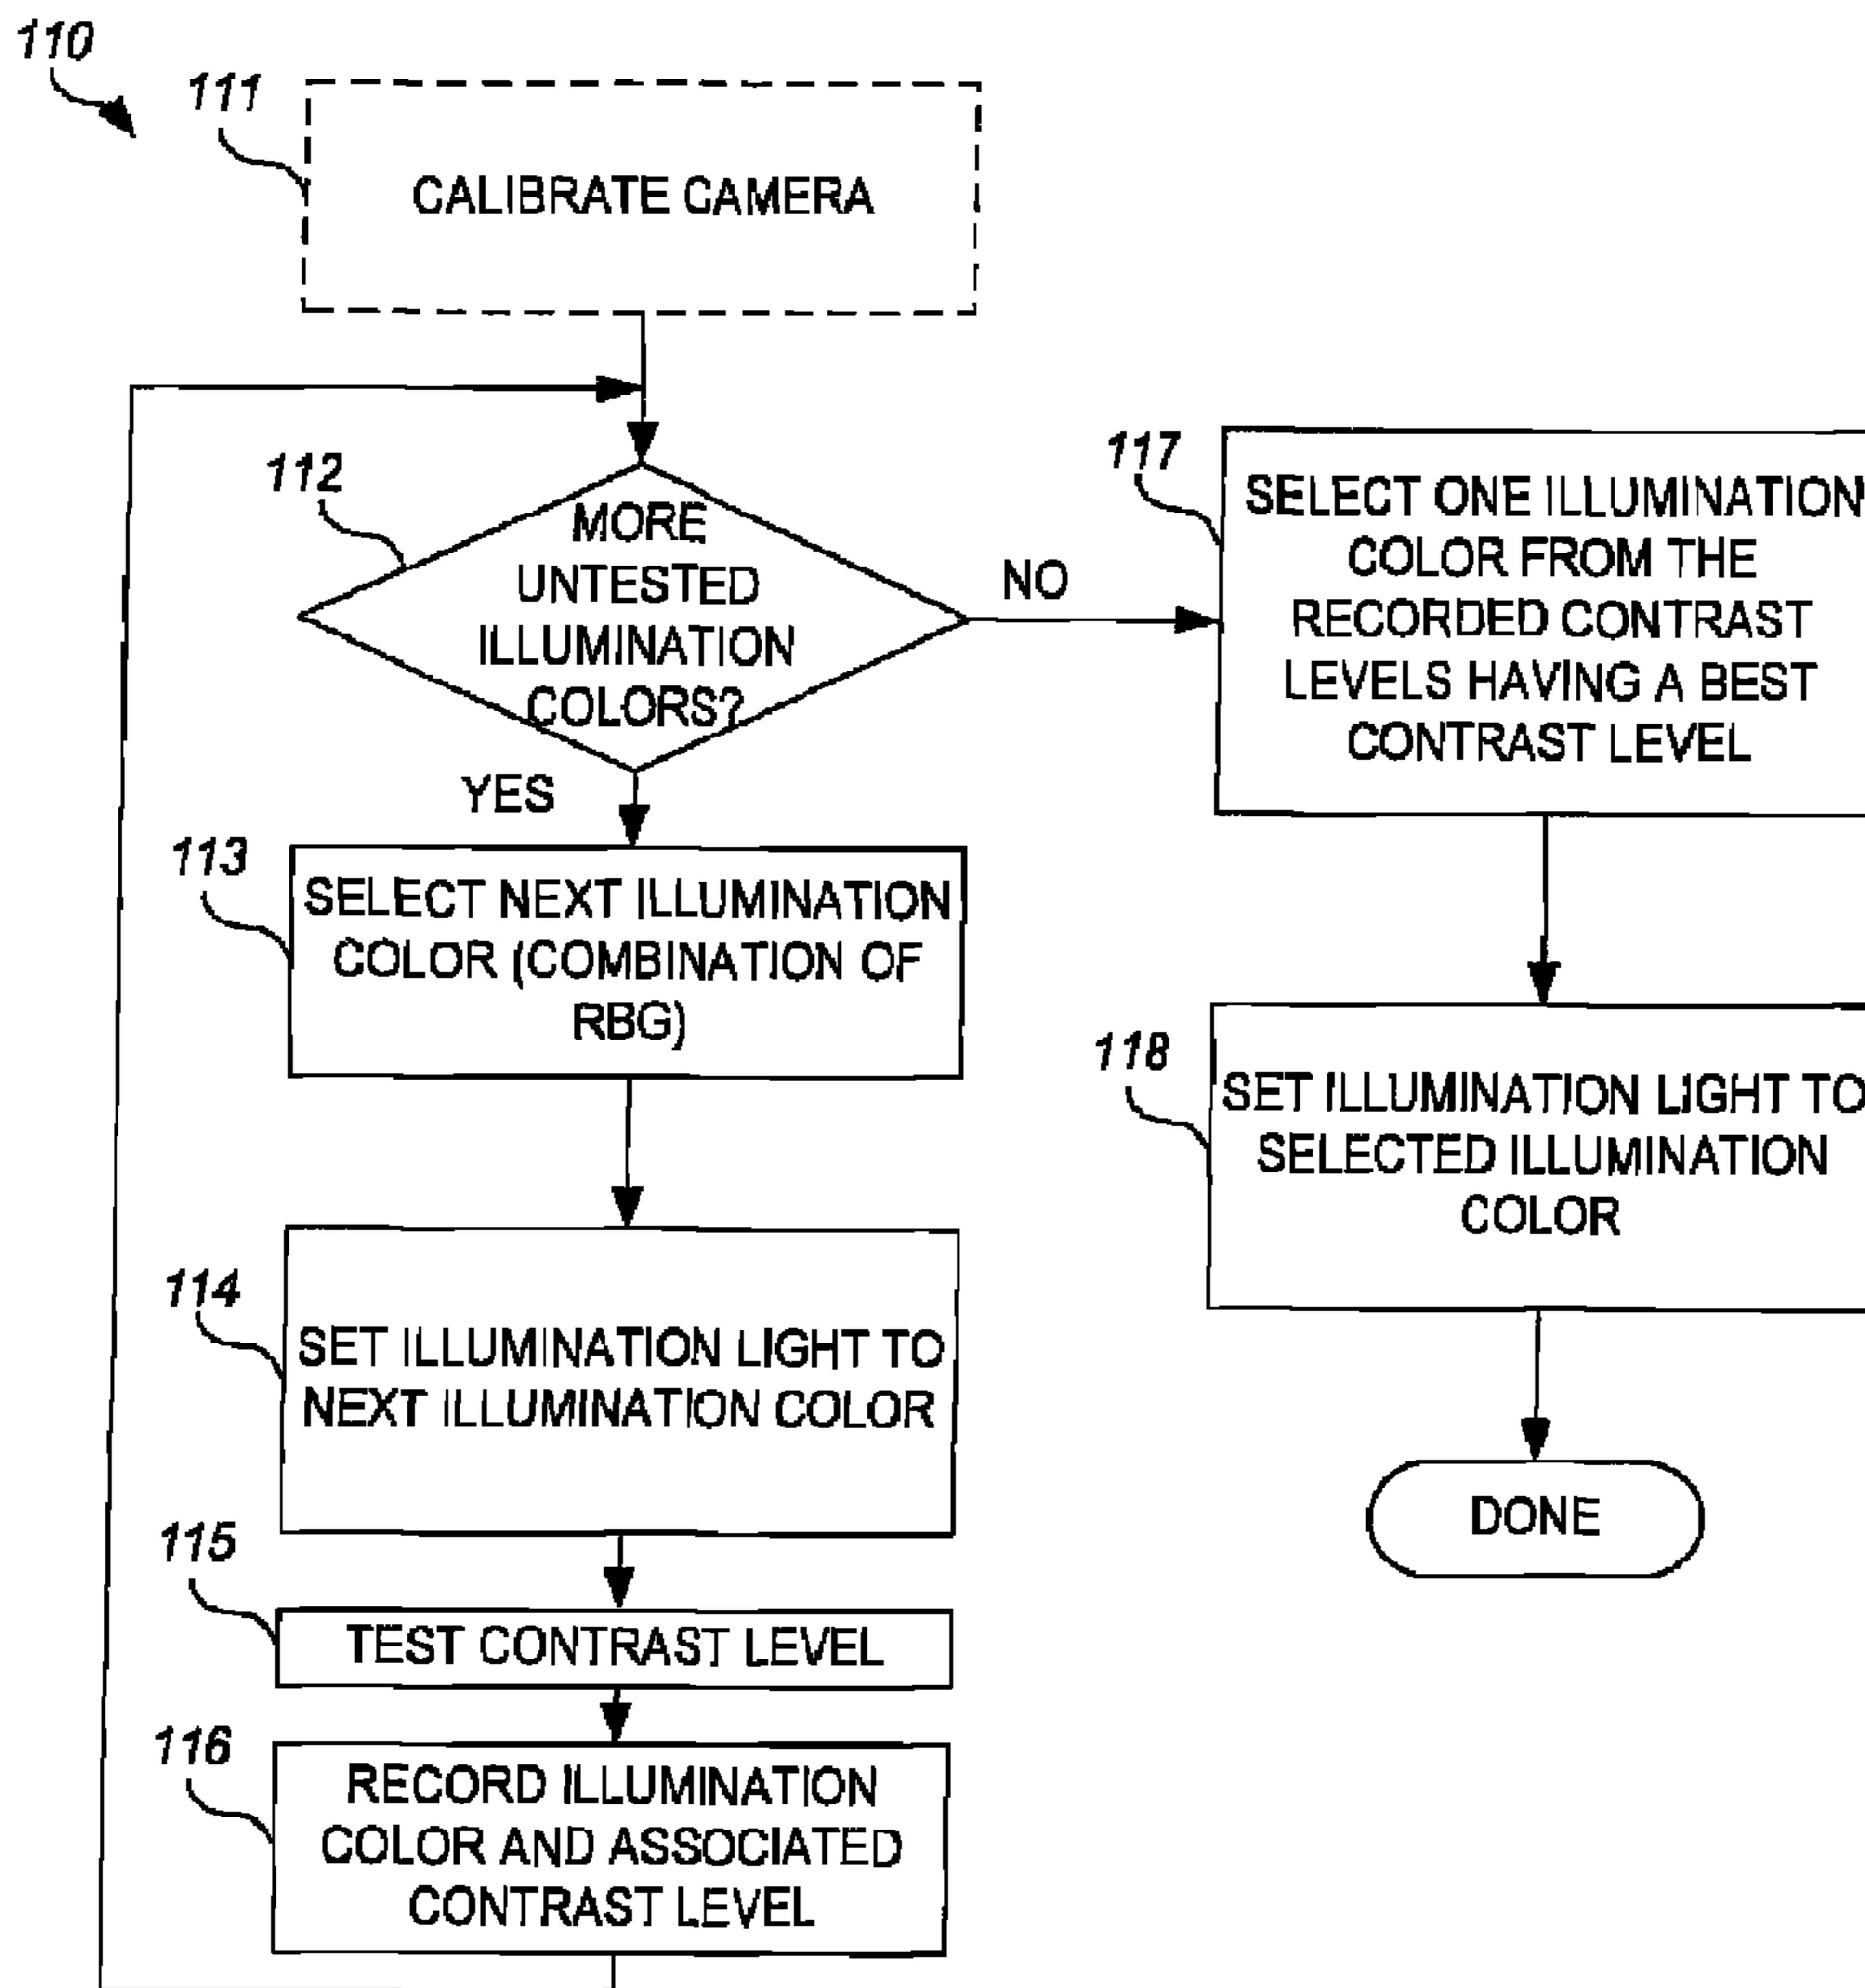 110
111
CALIBRATE CAMERA
112
MORE
UNTESTED
ILLUMINATION
COLORS?
NO
YES
113
SELECT NEXT ILLUMINATION
COLOR (COMBINATION OF
RBG)
114
SET ILLUMINATION LIGHT TO
NEXT ILLUMINATION COLOR
115
TEST CONTRAST LEVEL
116
RECORD ILLUMINATION
COLOR AND ASSOCIATED
CONTRAST LEVEL
117
SELECT ONE ILLUMINATION
COLOR FROM THE
RECORDED CONTRAST
LEVELS HAVING A BEST
CONTRAST LEVEL
118
SET ILLUMINATION LIGHT TO
SELECTED ILLUMINATION
COLOR
DONE